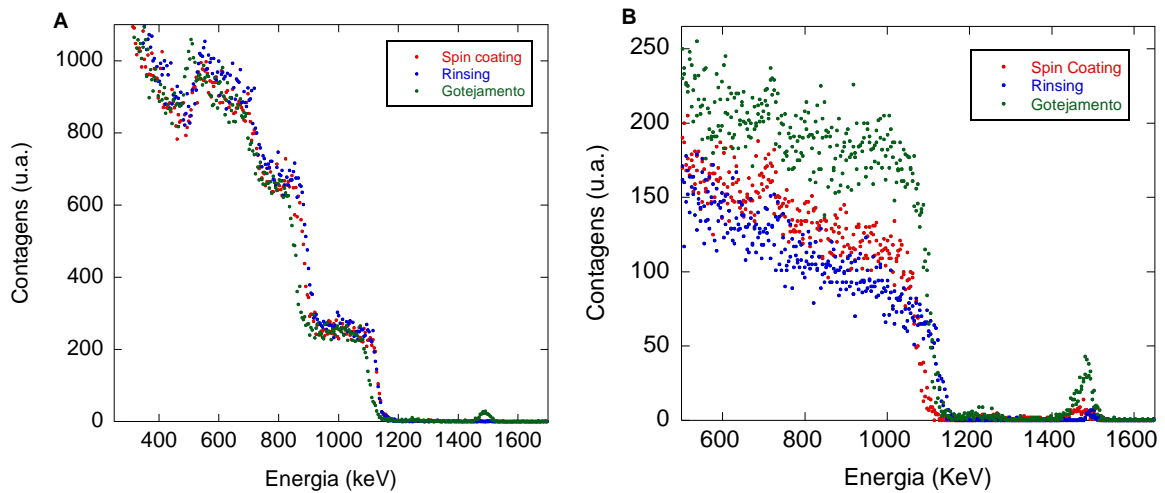 A
Contagens (u.a.)
1000
800
600
400
200
0
Spin coating
Rinsing
Gotejamento
400 600 800 1000 1200 1400 1600
Energia (keV)
B
Contagens (u.a.)
250
200
150
100
50
0
Spin Coating
Rinsing
Gotejamento
600 800 1000 1200 1400 1600
Energia (KeV)